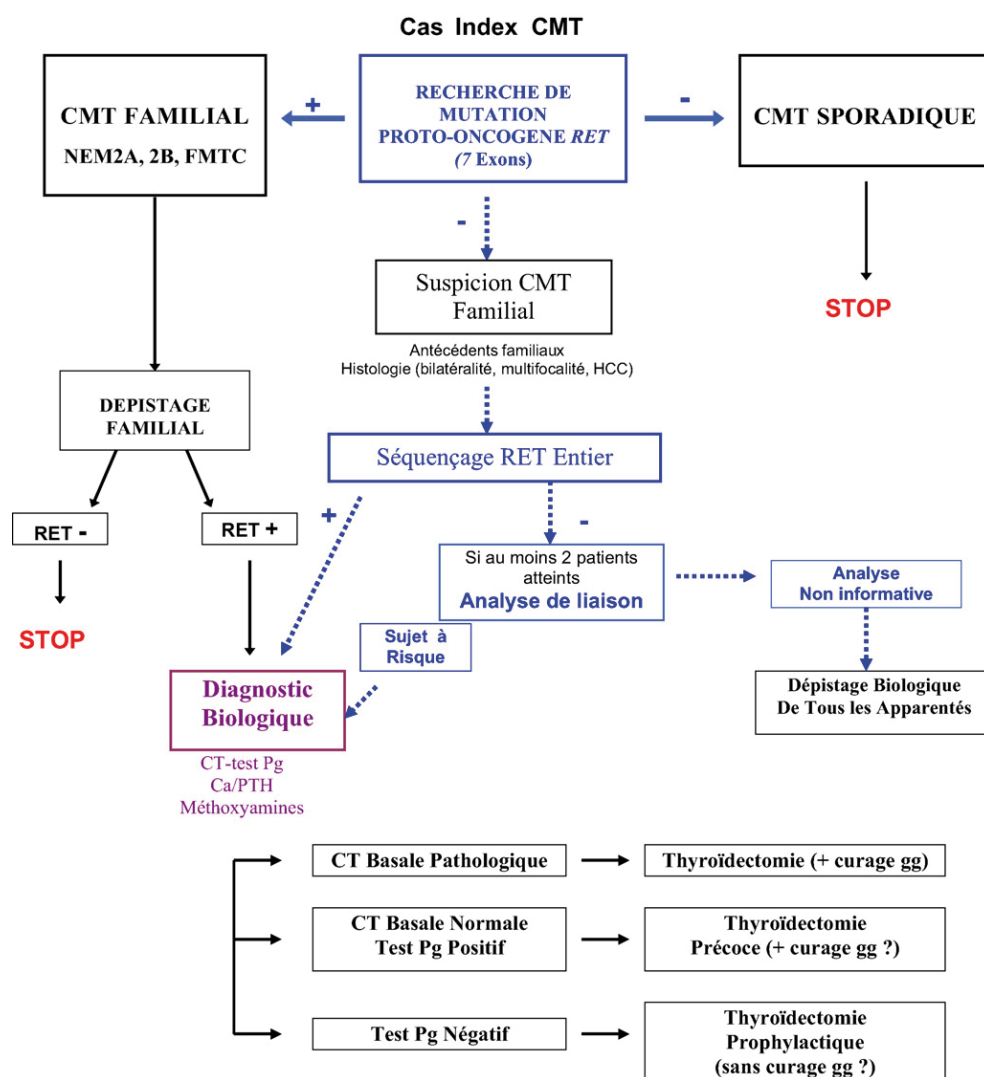 Cas Index CMT
CMT FAMILIAL
NEM2A, 2B, FMTC
+
RECHERCHE DE
MUTATION
PROTO-ONCOGENE RET
(7 Exons)
-
CMT SPORADIQUE
-
Suspicion CMT
Familial
STOP
Antécédents familiaux
Histologie (bilatéralité, multifocalité, HCC)
DEPISTAGE
FAMILIAL
Séquençage RET Entier
RET -
RET +
+
-
Si au moins 2 patients
atteints
Analyse de liaison
Analyse
Non informative
STOP
Sujet à
Risque
Diagnostic
Biologique
Dépistage Biologique
De Tous les Apparentés
CT-test Pg
Ca/PTH
Méthoxyamines
CT Basale Pathologique
Thyroïdectomie (+ curage gg)
CT Basale Normale
Test Pg Positif
Thyroïdectomie
Précoce (+ curage gg ?)
Test Pg Négatif
Thyroïdectomie
Prophylactique
(sans curage gg ?)